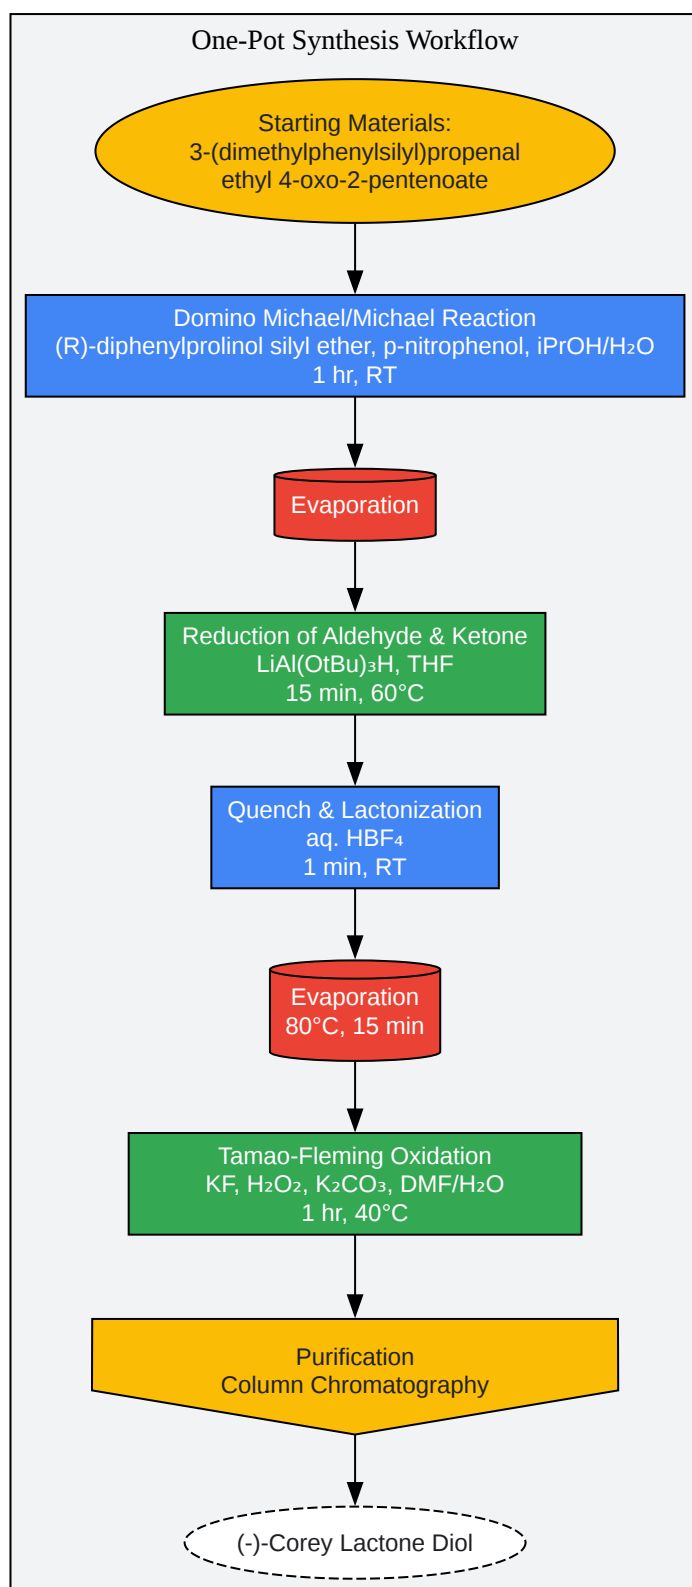 One-Pot Synthesis Workflow
Starting Materials:
3-(dimethylphenylsilyl)propenal
ethyl 4-oxo-2-pentenoate
Domino Michael/Michael Reaction
(R)-diphenylprolinol silyl ether, p-nitrophenol, iPrOH/H₂O
1 hr, RT
Evaporation
Reduction of Aldehyde & Ketone
LiAl(OtBu)₃H, THF
15 min, 60°C
Quench & Lactonization
aq. HBF₄
1 min, RT
Evaporation
80°C, 15 min
Tamao-Fleming Oxidation
KF, H₂O₂, K₂CO₃, DMF/H₂O
1 hr, 40°C
Purification
Column Chromatography
(-)-Corey Lactone Diol